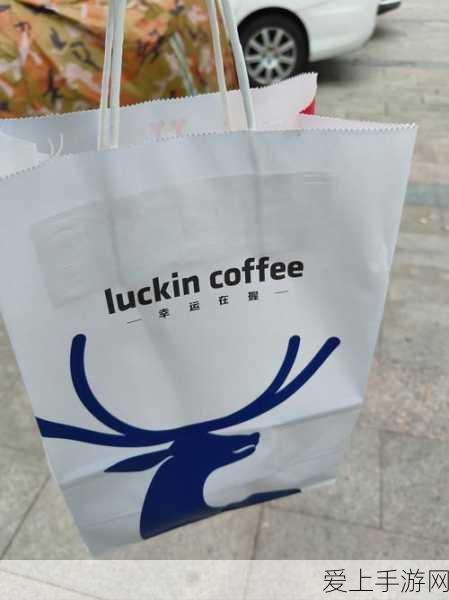 luckin coffee
— 幸 运 在 握 —
爱上手游网